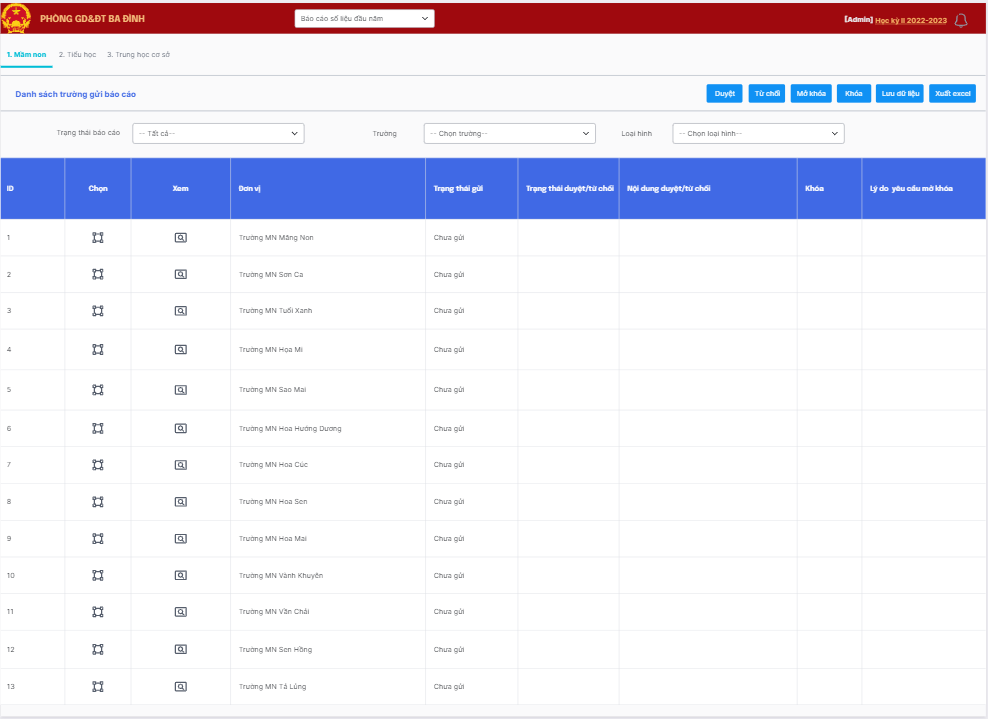 PHÒNG GD&ĐT BA ĐÌNH
Báo cáo số liệu đầu năm
[Admin] Học kỳ II 2022-2023
1. Mầm non 2. Tiểu học 3. Trung học cơ sở
Danh sách trường gửi báo cáo
Duyệt Từ chối Mở khóa Khóa Lưu dữ liệu Xuất excel
Trạng thái báo cáo -- Tất cả-- Trường -- Chọn trường-- Loại hình -- Chọn loại hình--
ID Chọn Xem Đơn vị Trạng thái gửi Trạng thái duyệt/từ chối Nội dung duyệt/từ chối Khóa Lý do yêu cầu mở khóa
1 Trường MN Măng Non Chưa gửi
2 Trường MN Sơn Ca Chưa gửi
3 Trường MN Tuổi Xanh Chưa gửi
4 Trường MN Họa Mi Chưa gửi
5 Trường MN Sao Mai Chưa gửi
6 Trường MN Hoa Hướng Dương Chưa gửi
7 Trường MN Hoa Cúc Chưa gửi
8 Trường MN Hoa Sen Chưa gửi
9 Trường MN Hoa Mai Chưa gửi
10 Trường MN Vành Khuyên Chưa gửi
11 Trường MN Vần Chải Chưa gửi
12 Trường MN Sen Hồng Chưa gửi
13 Trường MN Tả Lủng Chưa gửi